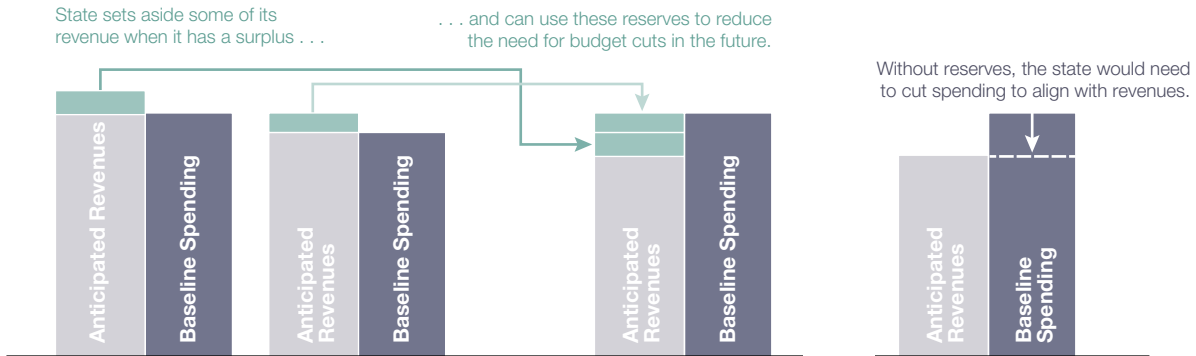 State sets aside some of its
revenue when it has a surplus . . .
. . . and can use these reserves to reduce
the need for budget cuts in the future.
Without reserves, the state would need
to cut spending to align with revenues.
Anticipated Revenues
Baseline Spending
Anticipated
Revenues
Baseline Spending
Anticipated
Revenues
Baseline Spending
Anticipated
Revenues
Baseline
Spending